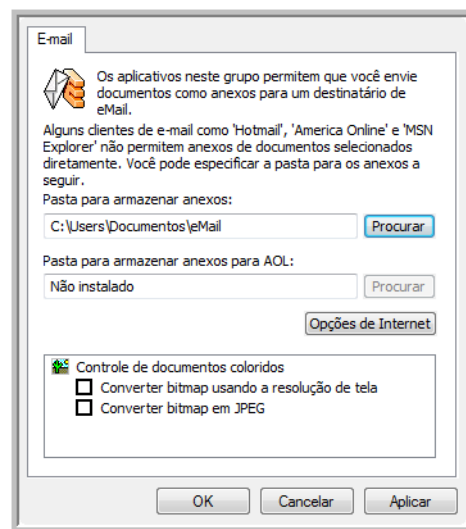 E-mail
Os aplicativos neste grupo permitem que você envie
documentos como anexos para um destinatário de
eMail.
Alguns clientes de e-mail como 'Hotmail', 'America Online' e 'MSN
Explorer' não permitem anexos de documentos selecionados
diretamente. Você pode especificar a pasta para os anexos a
seguir.
Pasta para armazenar anexos:
C:\Users\Documentos\eMail
Procurar
Pasta para armazenar anexos para AOL:
Não instalado
Procurar
Opções de Internet
Controle de documentos coloridos
Converter bitmap usando a resolução de tela
Converter bitmap em JPEG
OK
Cancelar
Aplicar